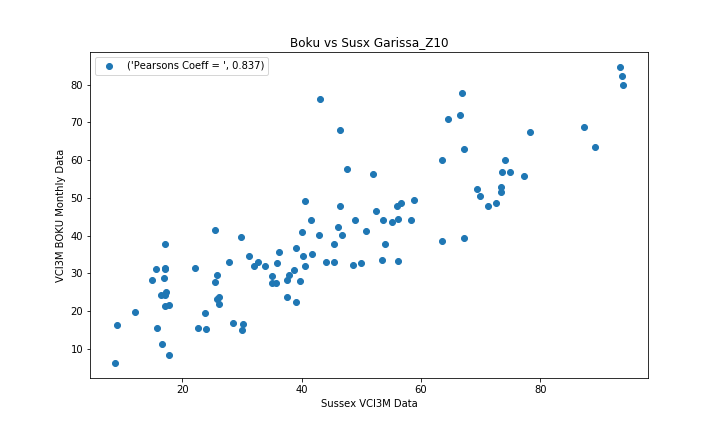 Boku vs Susx Garissa_Z10
('Pearsons Coeff = ', 0.837)
80
70
60
50
40
30
20
10
VCI3M BOKU Monthly Data
20 40 60 80
Sussex VCI3M Data